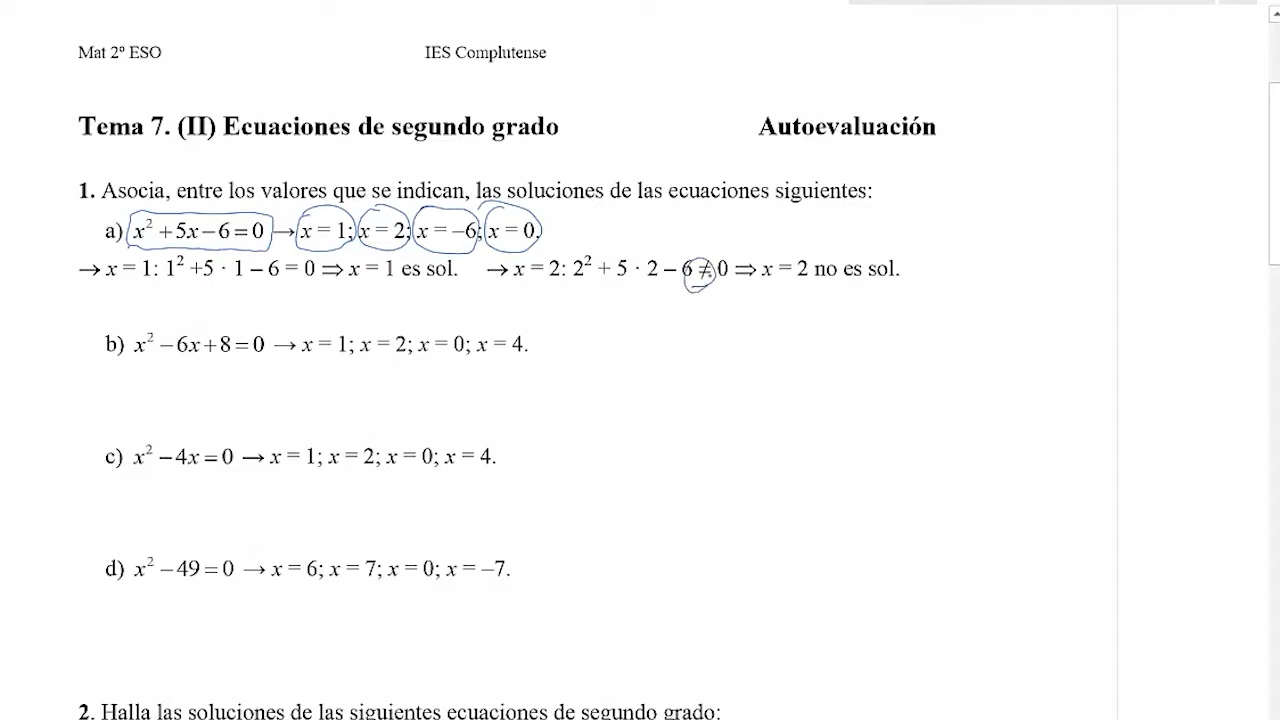 Mat 2º ESO IES Complutense
Tema 7. (II) Ecuaciones de segundo grado Autoevaluación
1. Asocia, entre los valores que se indican, las soluciones de las ecuaciones siguientes:
a) x² + 5x – 6 = 0 → x = 1; x = 2; x = –6; x = 0.
→ x = 1: 1² +5 · 1 – 6 = 0 ⇒ x = 1 es sol. → x = 2: 2² + 5 · 2 – 6 ≠ 0 ⇒ x = 2 no es sol.
b) x² – 6x + 8 = 0 → x = 1; x = 2; x = 0; x = 4.
c) x² – 4x = 0 → x = 1; x = 2; x = 0; x = 4.
d) x² – 49 = 0 → x = 6; x = 7; x = 0; x = –7.
2. Halla las soluciones de las siguientes ecuaciones de segundo grado: